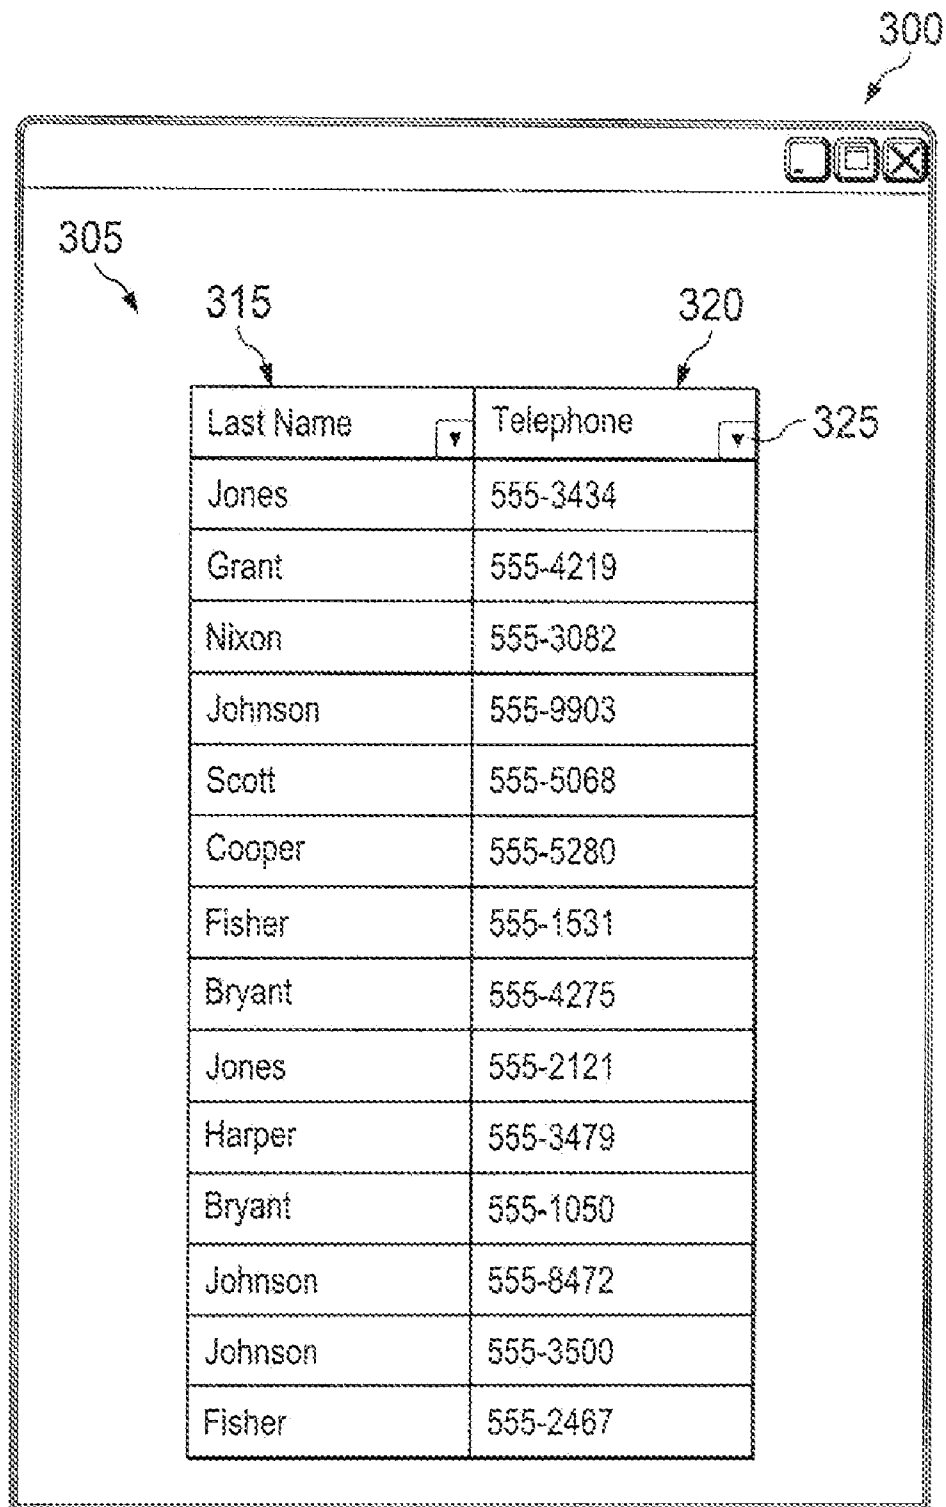 300
305
315
320
Last Name Telephone
325
Jones 555-3434
Grant 555-4219
Nixon 555-3082
Johnson 555-9903
Scott 555-5068
Cooper 555-5280
Fisher 555-1531
Bryant 555-4275
Jones 555-2121
Harper 555-3479
Bryant 555-1050
Johnson 555-8472
Johnson 555-3500
Fisher 555-2467